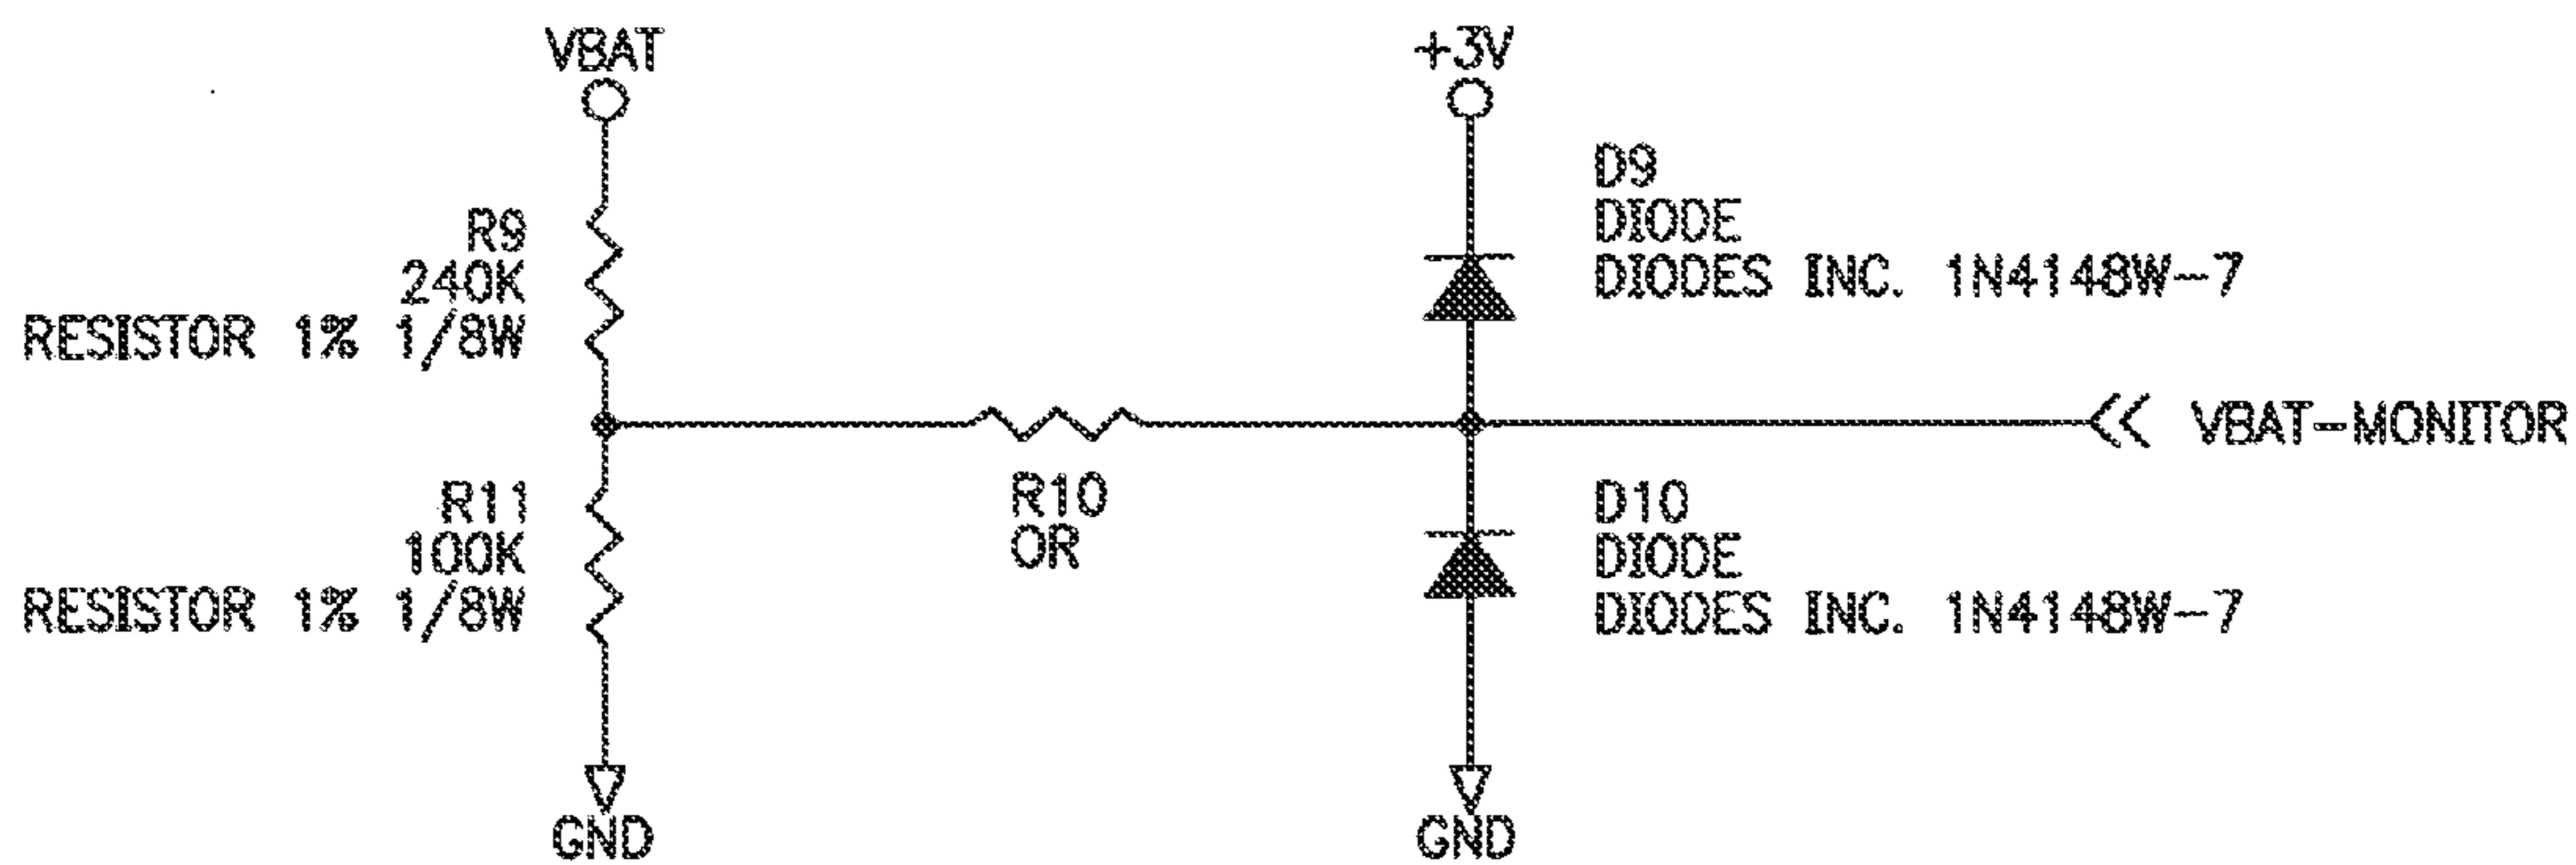 VBAT
R9
240K
RESISTOR 1% 1/8W
R11
100K
RESISTOR 1% 1/8W
GND
R10
0R
+3V
D9
DIODE
DIODES INC. 1N4148W-7
VBAT-MONITOR
D10
DIODE
DIODES INC. 1N4148W-7
GND